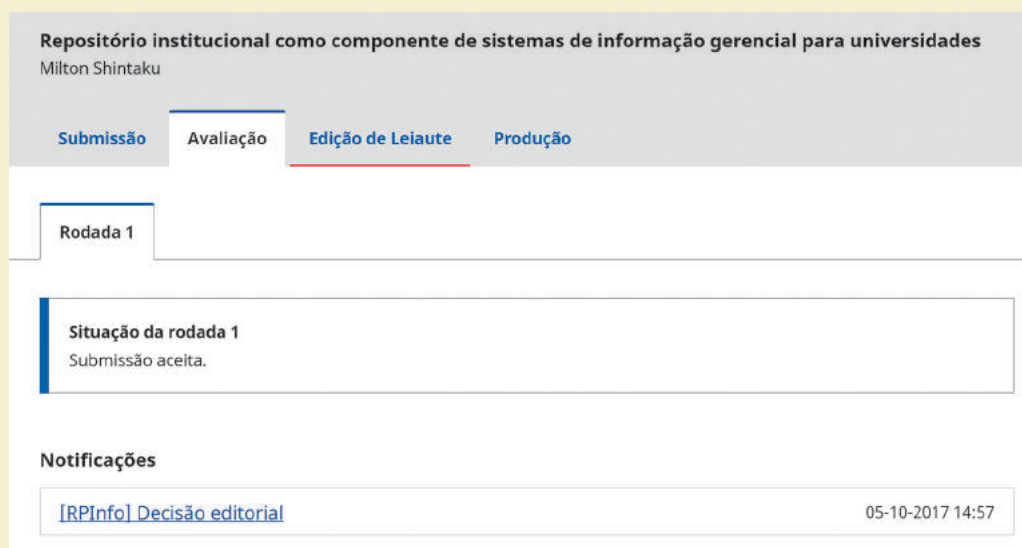 Repositório institucional como componente de sistemas de informação gerencial para universidades
Milton Shintaku
Submissão Avaliação Edição de Leiaute Produção
Rodada 1
Situação da rodada 1
Submissão aceita.
Notificações
[RPInfo] Decisão editorial 05-10-2017 14:57